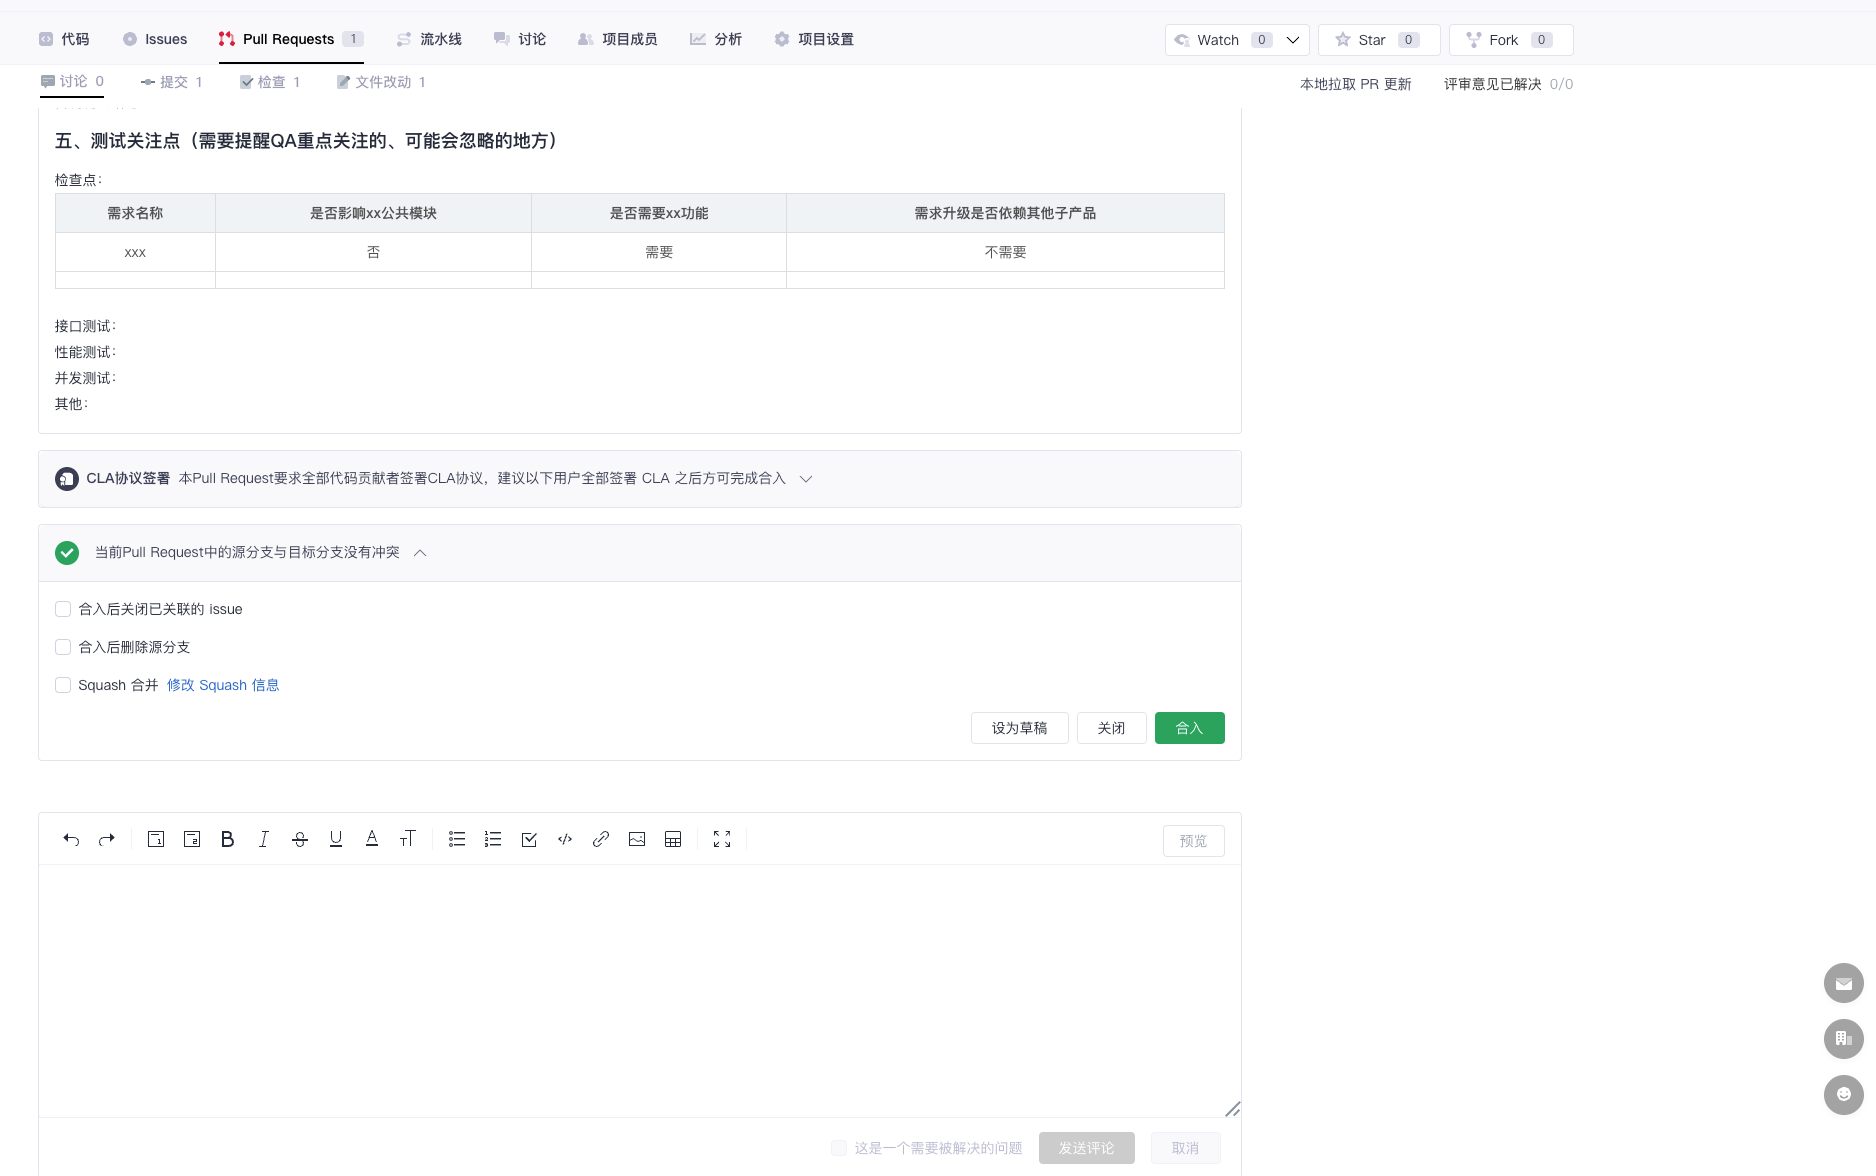 代码 Issues Pull Requests 1 流水线 讨论 项目成员 分析 项目设置 Watch 0 Star 0 Fork 0
讨论 0 提交 1 检查 1 文件改动 1 本地拉取 PR 更新 评审意见已解决 0/0
五、测试关注点（需要提醒QA重点关注的、可能会忽略的地方）
检查点：
需求名称 是否影响xx公共模块 是否需要xx功能 需求升级是否依赖其他子产品
xxx 否 需要 不需要
接口测试：
性能测试：
并发测试：
其他：
CLA协议签署 本Pull Request要求全部代码贡献者签署CLA协议，建议以下用户全部签署 CLA 之后方可完成合入
当前Pull Request中的源分支与目标分支没有冲突
合入后关闭已关联的 issue
合入后删除源分支
Squash 合并 修改 Squash 信息
设为草稿 关闭 合入
预览
这是一个需要被解决的问题 发送评论 取消